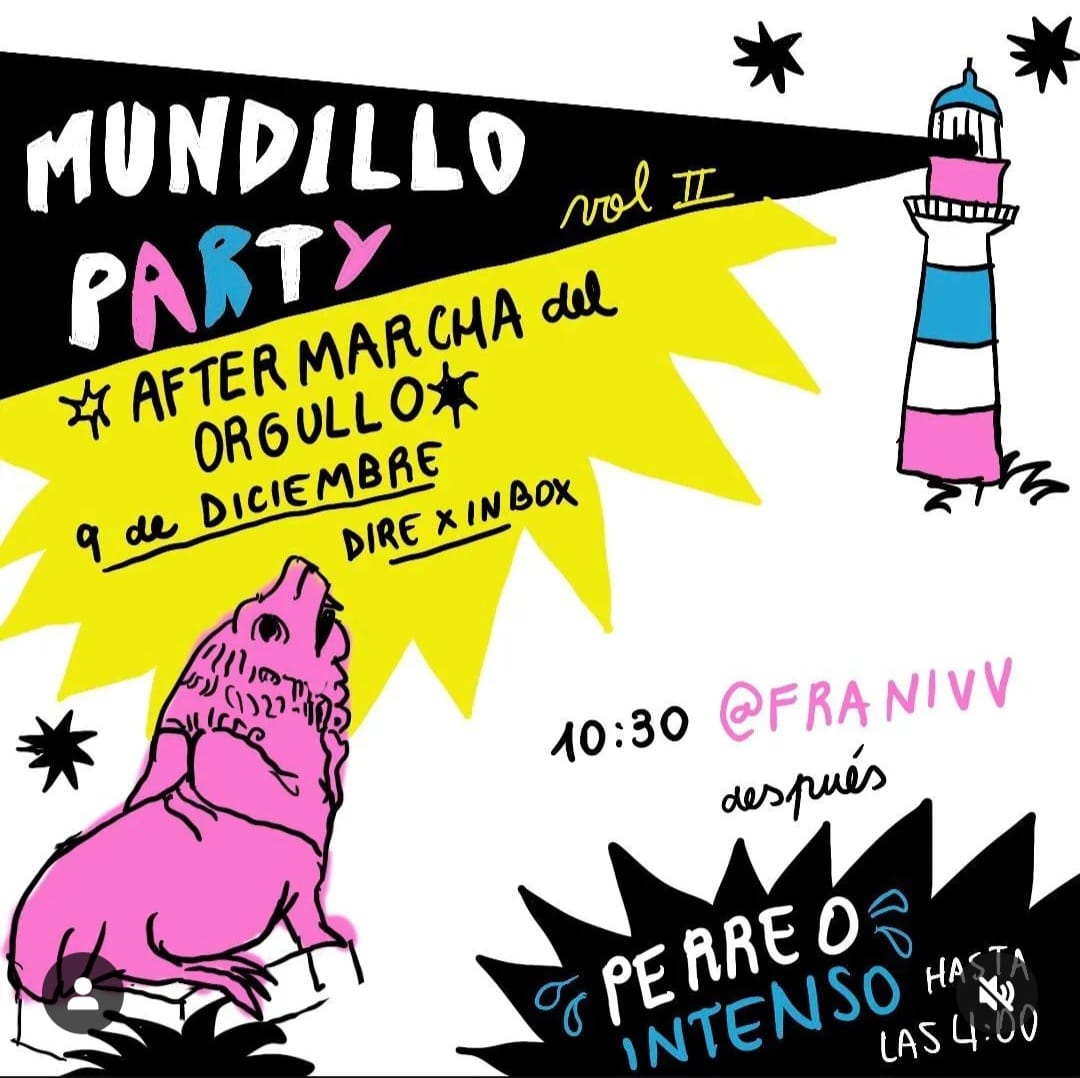 MUNDILLO
PARTY
vol II
AFTER MARCHA del
ORGULLO
9 de DICIEMBRE
DIRE X INBOX
10:30 @FRANIVV
después
PERREO
INTENSO
HASTA
LAS 4:00